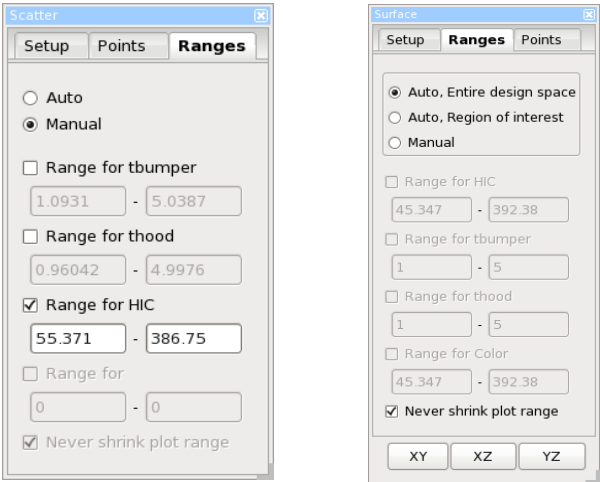 Scatter
Setup Points Ranges
Auto
Manual
Range for tbumper
1.0931 - 5.0387
Range for thood
0.96042 - 4.9976
Range for HIC
55.371 - 386.75
Range for
0 - 0
Never shrink plot range
Surface
Setup Ranges Points
Auto, Entire design space
Auto, Region of interest
Manual
Range for HIC
45.347 - 392.38
Range for tbumper
1 - 5
Range for thood
1 - 5
Range for Color
45.347 - 392.38
Never shrink plot range
XY XZ YZ